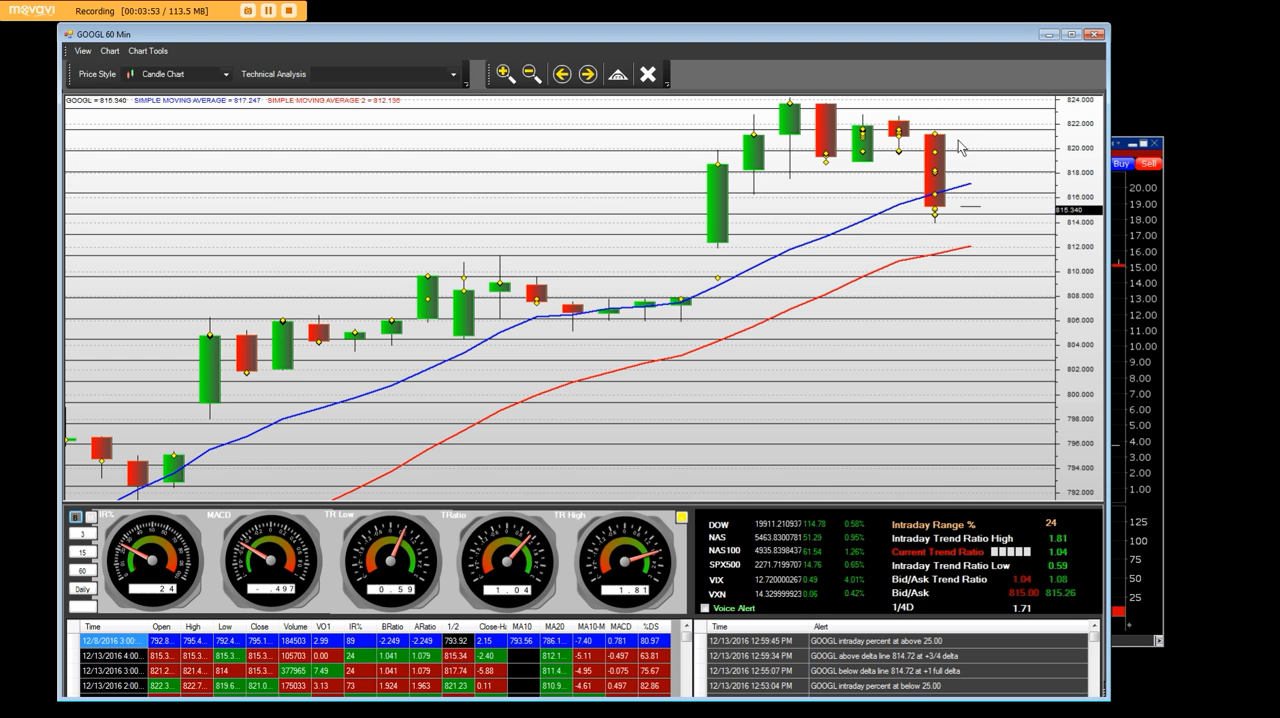 movavi Recording [00:03:53 / 113.5 MB]
GOOGL 60 Min
View Chart Chart Tools
Price Style Candle Chart Technical Analysis
GOOGL = 815.340 SIMPLE MOVING AVERAGE = 817.247 SIMPLE MOVING AVERAGE 2 = 812.136
824.000
822.000
820.000
818.000
816.000
815.340
814.000
812.000
810.000
808.000
806.000
804.000
802.000
800.000
798.000
796.000
794.000
792.000
Buy Sell
20.00
19.00
18.00
17.00
16.00
15.00
14.00
13.00
12.00
11.00
10.00
9.00
8.00
7.00
6.00
5.00
4.00
3.00
2.00
1.00
125
100
75
50
25
IR% MACD TR Low TRatio TR High
3
15
60
Daily
24 -.497 0.59 1.04 1.81
DOW 19911.210937 114.78 0.58%
NAS 5463.8300781 51.29 0.95%
NAS100 4935.8398437 61.54 1.26%
SPX500 2271.7199707 14.76 0.65%
VIX 12.720000267 0.49 4.01%
VXN 14.329999923 0.06 0.42%
Voice Alert
Intraday Range % 24
Intraday Trend Ratio High 1.81
Current Trend Ratio 1.04
Intraday Trend Ratio Low 0.59
Bid/Ask Trend Ratio 1.04 1.08
Bid/Ask 815.00 815.26
1/4D 1.71
Time Open High Low Close Volume VO1 IR% BRatio ARatio 1/2 Close-Ha MA10 MA20 MA10-M MACD %DS
12/8/2016 3:00:... 792.8... 795.4... 792.4... 795.1... 184503 2.99 89 -2.249 -2.249 793.92 2.15 793.56 786.1... -7.40 0.781 80.97
12/13/2016 4:00... 815.3... 815.3... 815.3... 815.3... 105703 0.00 24 1.041 1.079 815.34 -2.40 812.1... -5.11 -0.497 63.81
12/13/2016 3:00... 821.2... 821.4... 814 815.3... 377965 7.49 24 1.041 1.079 817.74 -5.88 811.4... -4.95 -0.075 75.67
12/13/2016 2:00... 822.3... 822.7... 819.6... 821.0... 175033 3.13 73 1.924 1.963 821.23 0.11 810.9... -4.61 0.497 82.86
Time Alert
12/13/2016 12:59:45 PM GOOGL intraday percent at above 25.00
12/13/2016 12:59:34 PM GOOGL above delta line 814.72 at +3/4 delta
12/13/2016 12:55:07 PM GOOGL below delta line 814.72 at +1 full delta
12/13/2016 12:53:04 PM GOOGL intraday percent at below 25.00